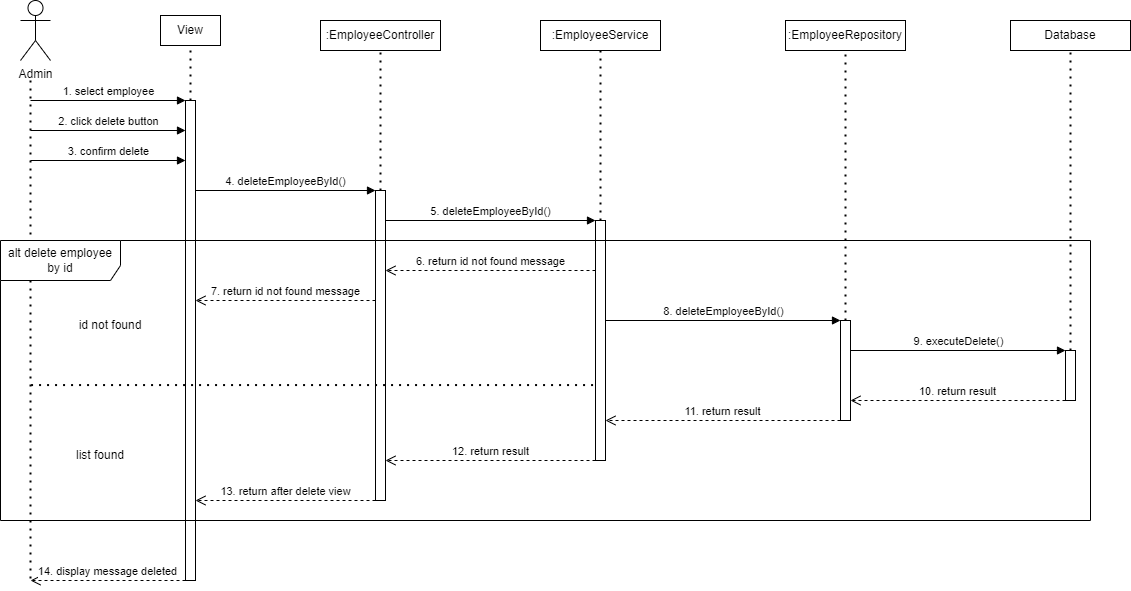 View
:EmployeeController
:EmployeeService
:EmployeeRepository
Database
Admin
1. select employee
2. click delete button
3. confirm delete
4. deleteEmployeeById()
5. deleteEmployeeById()
alt delete employee
by id
6. return id not found message
7. return id not found message
8. deleteEmployeeById()
id not found
9. executeDelete()
10. return result
11. return result
12. return result
list found
13. return after delete view
14. display message deleted